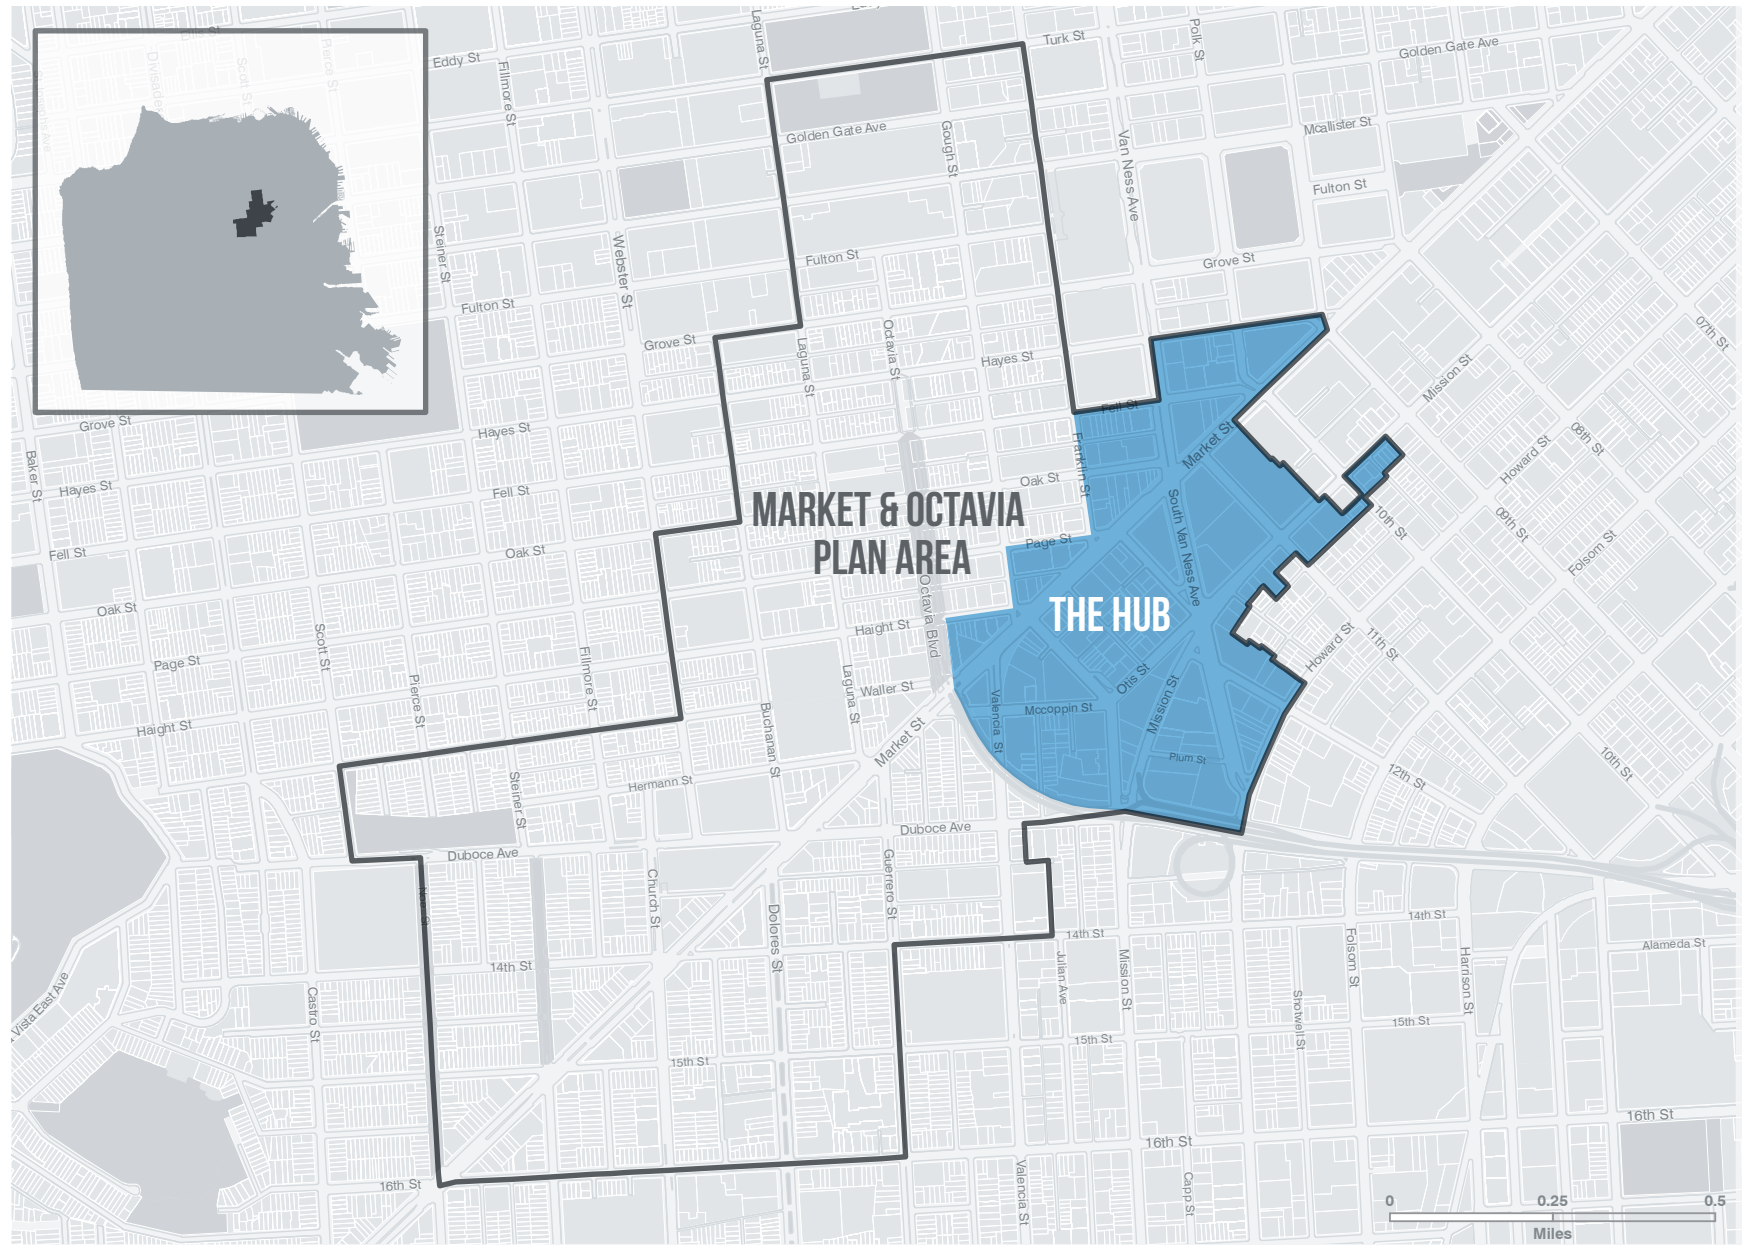 Turk St
Polk St
Golden Gate Ave
Laguna St
Eddy St
Fillmore St
Ellis St
Divisadero
Scott St
Pierce St
Mcallister St
Golden Gate Ave
Gough St
Van Ness Ave
Fulton St
Steiner St
Webster St
Fulton St
Grove St
Fulton St
Grove St
Laguna St
Octavia St
Hayes St
07th St
Mission St
Fell St
Grove St
Hayes St
Franklin St
Market St
08th St
Howard St
Baker St
Hayes St
Fell St
Oak St
MARKET & OCTAVIA
PLAN AREA
South Van Ness Ave
10th St
09th St
Folsom St
Fell St
Oak St
Page St
Octavia Blvd
THE HUB
Oak St
Haight St
Scott St
Page St
Fillmore St
Pierce St
Laguna St
Waller St
Valencia St
Mccoppin St
Otis St
Mission St
Howard St
11th St
Haight St
Buchanan St
Market St
Plum St
10th St
12th St
Steiner St
Hermann St
Duboce Ave
Duboce Ave
Guerrero St
Church St
Noe St
Dolores St
14th St
14th St
14th St
Alameda St
Vista East Ave
Castro St
Julian Ave
Mission St
Folsom St
Harrison St
Shotwell St
15th St
15th St
15th St
16th St
16th St
16th St
Valencia St
Capp St
0
0.25
0.5
Miles